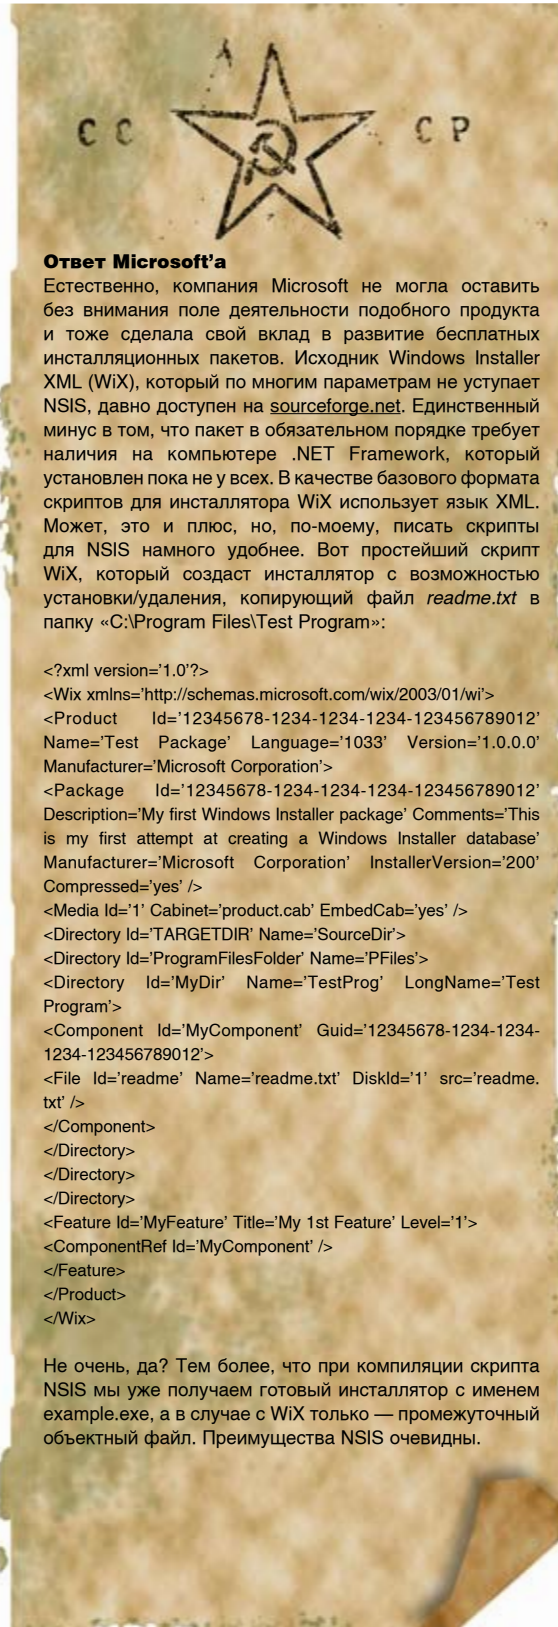 С С С Р
Ответ Microsoft’а
Естественно, компания Microsoft не могла оставить
без внимания поле деятельности подобного продукта
и тоже сделала свой вклад в развитие бесплатных
инсталляционных пакетов. Исходник Windows Installer
XML (WiX), который по многим параметрам не уступает
NSIS, давно доступен на sourceforge.net. Единственный
минус в том, что пакет в обязательном порядке требует
наличия на компьютере .NET Framework, который
установлен пока не у всех. В качестве базового формата
скриптов для инсталлятора WiX использует язык XML.
Может, это и плюс, но, по-моему, писать скрипты
для NSIS намного удобнее. Вот простейший скрипт
WiX, который создаст инсталлятор с возможностью
установки/удаления, копирующий файл readme.txt в
папку «C:\Program Files\Test Program»:
<?xml version=’1.0’?>
<Wix xmlns=’http://schemas.microsoft.com/wix/2003/01/wi’>
<Product Id=’12345678-1234-1234-1234-123456789012’
Name=’Test Package’ Language=’1033’ Version=’1.0.0.0’
Manufacturer=’Microsoft Corporation’>
<Package Id=’12345678-1234-1234-1234-123456789012’
Description=’My first Windows Installer package’ Comments=’This
is my first attempt at creating a Windows Installer database’
Manufacturer=’Microsoft Corporation’ InstallerVersion=’200’
Compressed=’yes’ />
<Media Id=’1’ Cabinet=’product.cab’ EmbedCab=’yes’ />
<Directory Id=’TARGETDIR’ Name=’SourceDir’>
<Directory Id=’ProgramFilesFolder’ Name=’PFiles’>
<Directory Id=’MyDir’ Name=’TestProg’ LongName=’Test
Program’>
<Component Id=’MyComponent’ Guid=’12345678-1234-1234-
1234-123456789012’>
<File Id=’readme’ Name=’readme.txt’ DiskId=’1’ src=’readme.
txt’ />
</Component>
</Directory>
</Directory>
</Directory>
<Feature Id=’MyFeature’ Title=’My 1st Feature’ Level=’1’>
<ComponentRef Id=’MyComponent’ />
</Feature>
</Product>
</Wix>
Не очень, да? Тем более, что при компиляции скрипта
NSIS мы уже получаем готовый инсталлятор с именем
example.exe, а в случае с WiX только — промежуточный
объектный файл. Преимущества NSIS очевидны.